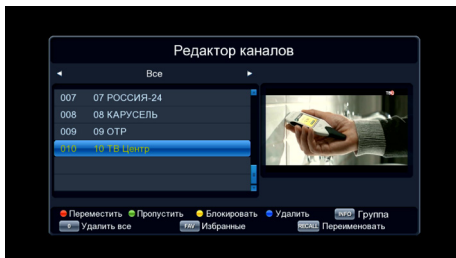 Редактор каналов
Все
007 07 РОССИЯ-24
008 08 КАРУСЕЛЬ
009 09 ОТР
010 10 ТВ Центр
Переместить Пропустить Блокировать Удалить INFO Группа
0 Удалить все FAV Избранные RECALL Переименовать